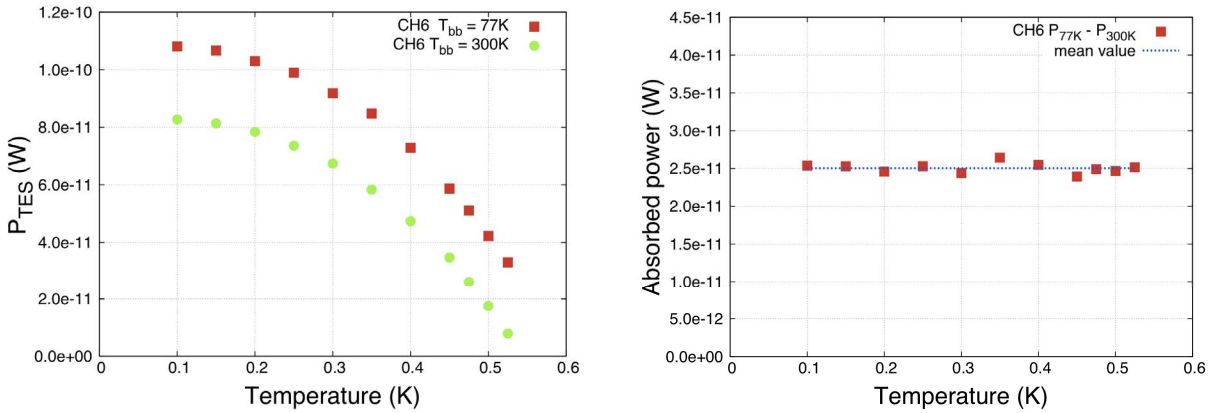 1.2e-10
1.0e-10
8.0e-11
6.0e-11
4.0e-11
2.0e-11
0.0e+00
P_TES (W)
CH6 T_bb = 77K
CH6 T_bb = 300K
0 0.1 0.2 0.3 0.4 0.5 0.6
Temperature (K)
4.5e-11
4.0e-11
3.5e-11
3.0e-11
2.5e-11
2.0e-11
1.5e-11
1.0e-11
5.0e-12
0.0e+00
Absorbed power (W)
CH6 P_77K - P_300K
mean value
0 0.1 0.2 0.3 0.4 0.5 0.6
Temperature (K)